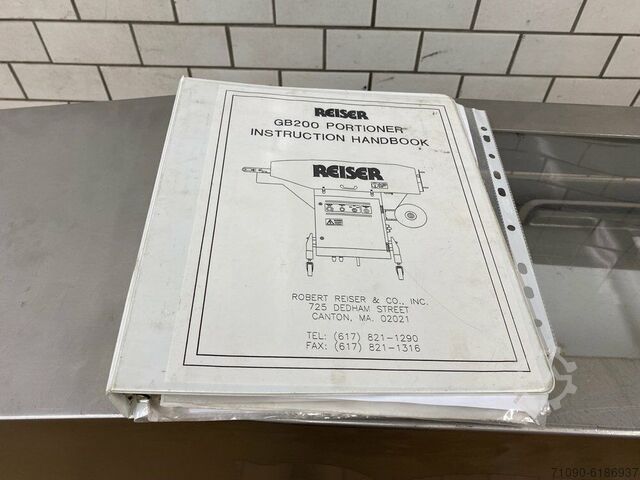 REISER
GB200 PORTIONER
INSTRUCTION HANDBOOK
REISER
ROBERT REISER & CO., INC.
725 DEDHAM STREET
CANTON, MA. 02021
TEL: (617) 821-1290
FAX: (617) 821-1316
71090-6186937